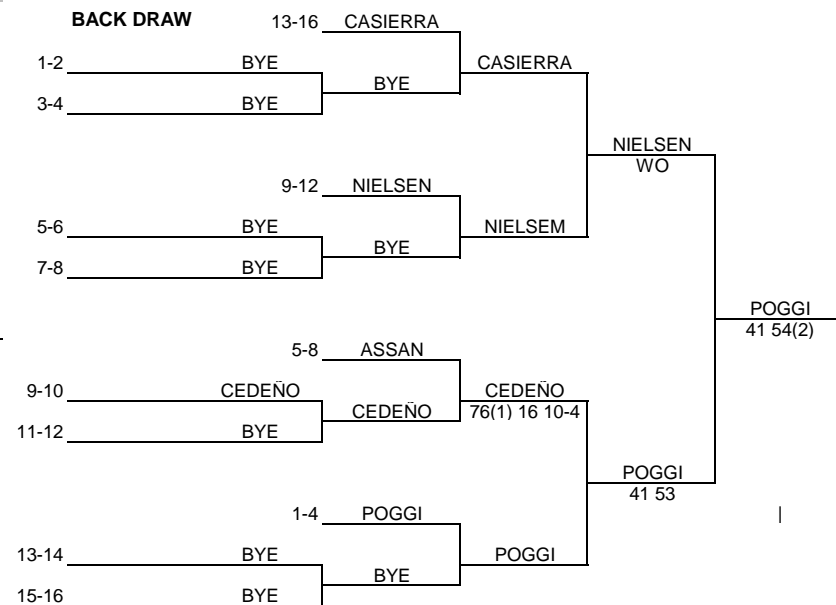 BACK DRAW 13-16 CASIERRA
1-2 BYE CASIERRA
BYE
3-4 BYE
NIELSEN
WO
9-12 NIELSEN
5-6 BYE NIELSEM
BYE
7-8 BYE
POGGI
41 54(2)
5-8 ASSAN
9-10 CEDEÑO CEDEÑO
CEDEÑO 76(1) 16 10-4
11-12 BYE
POGGI
41 53
1-4 POGGI
13-14 BYE POGGI
BYE
15-16 BYE